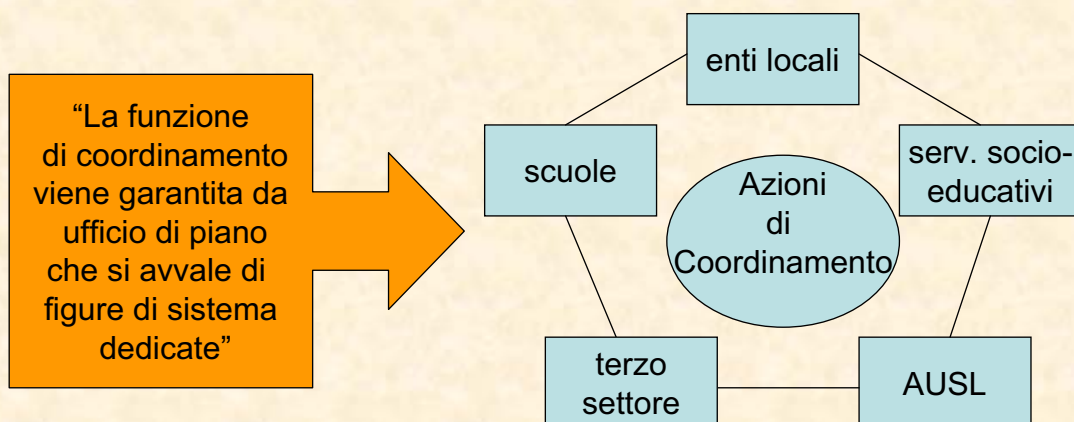 “La funzione
di coordinamento
viene garantita da
ufficio di piano
che si avvale di
figure di sistema
dedicate”
enti locali
scuole
serv. socio-
educativi
Azioni
di
Coordinamento
terzo
settore
AUSL